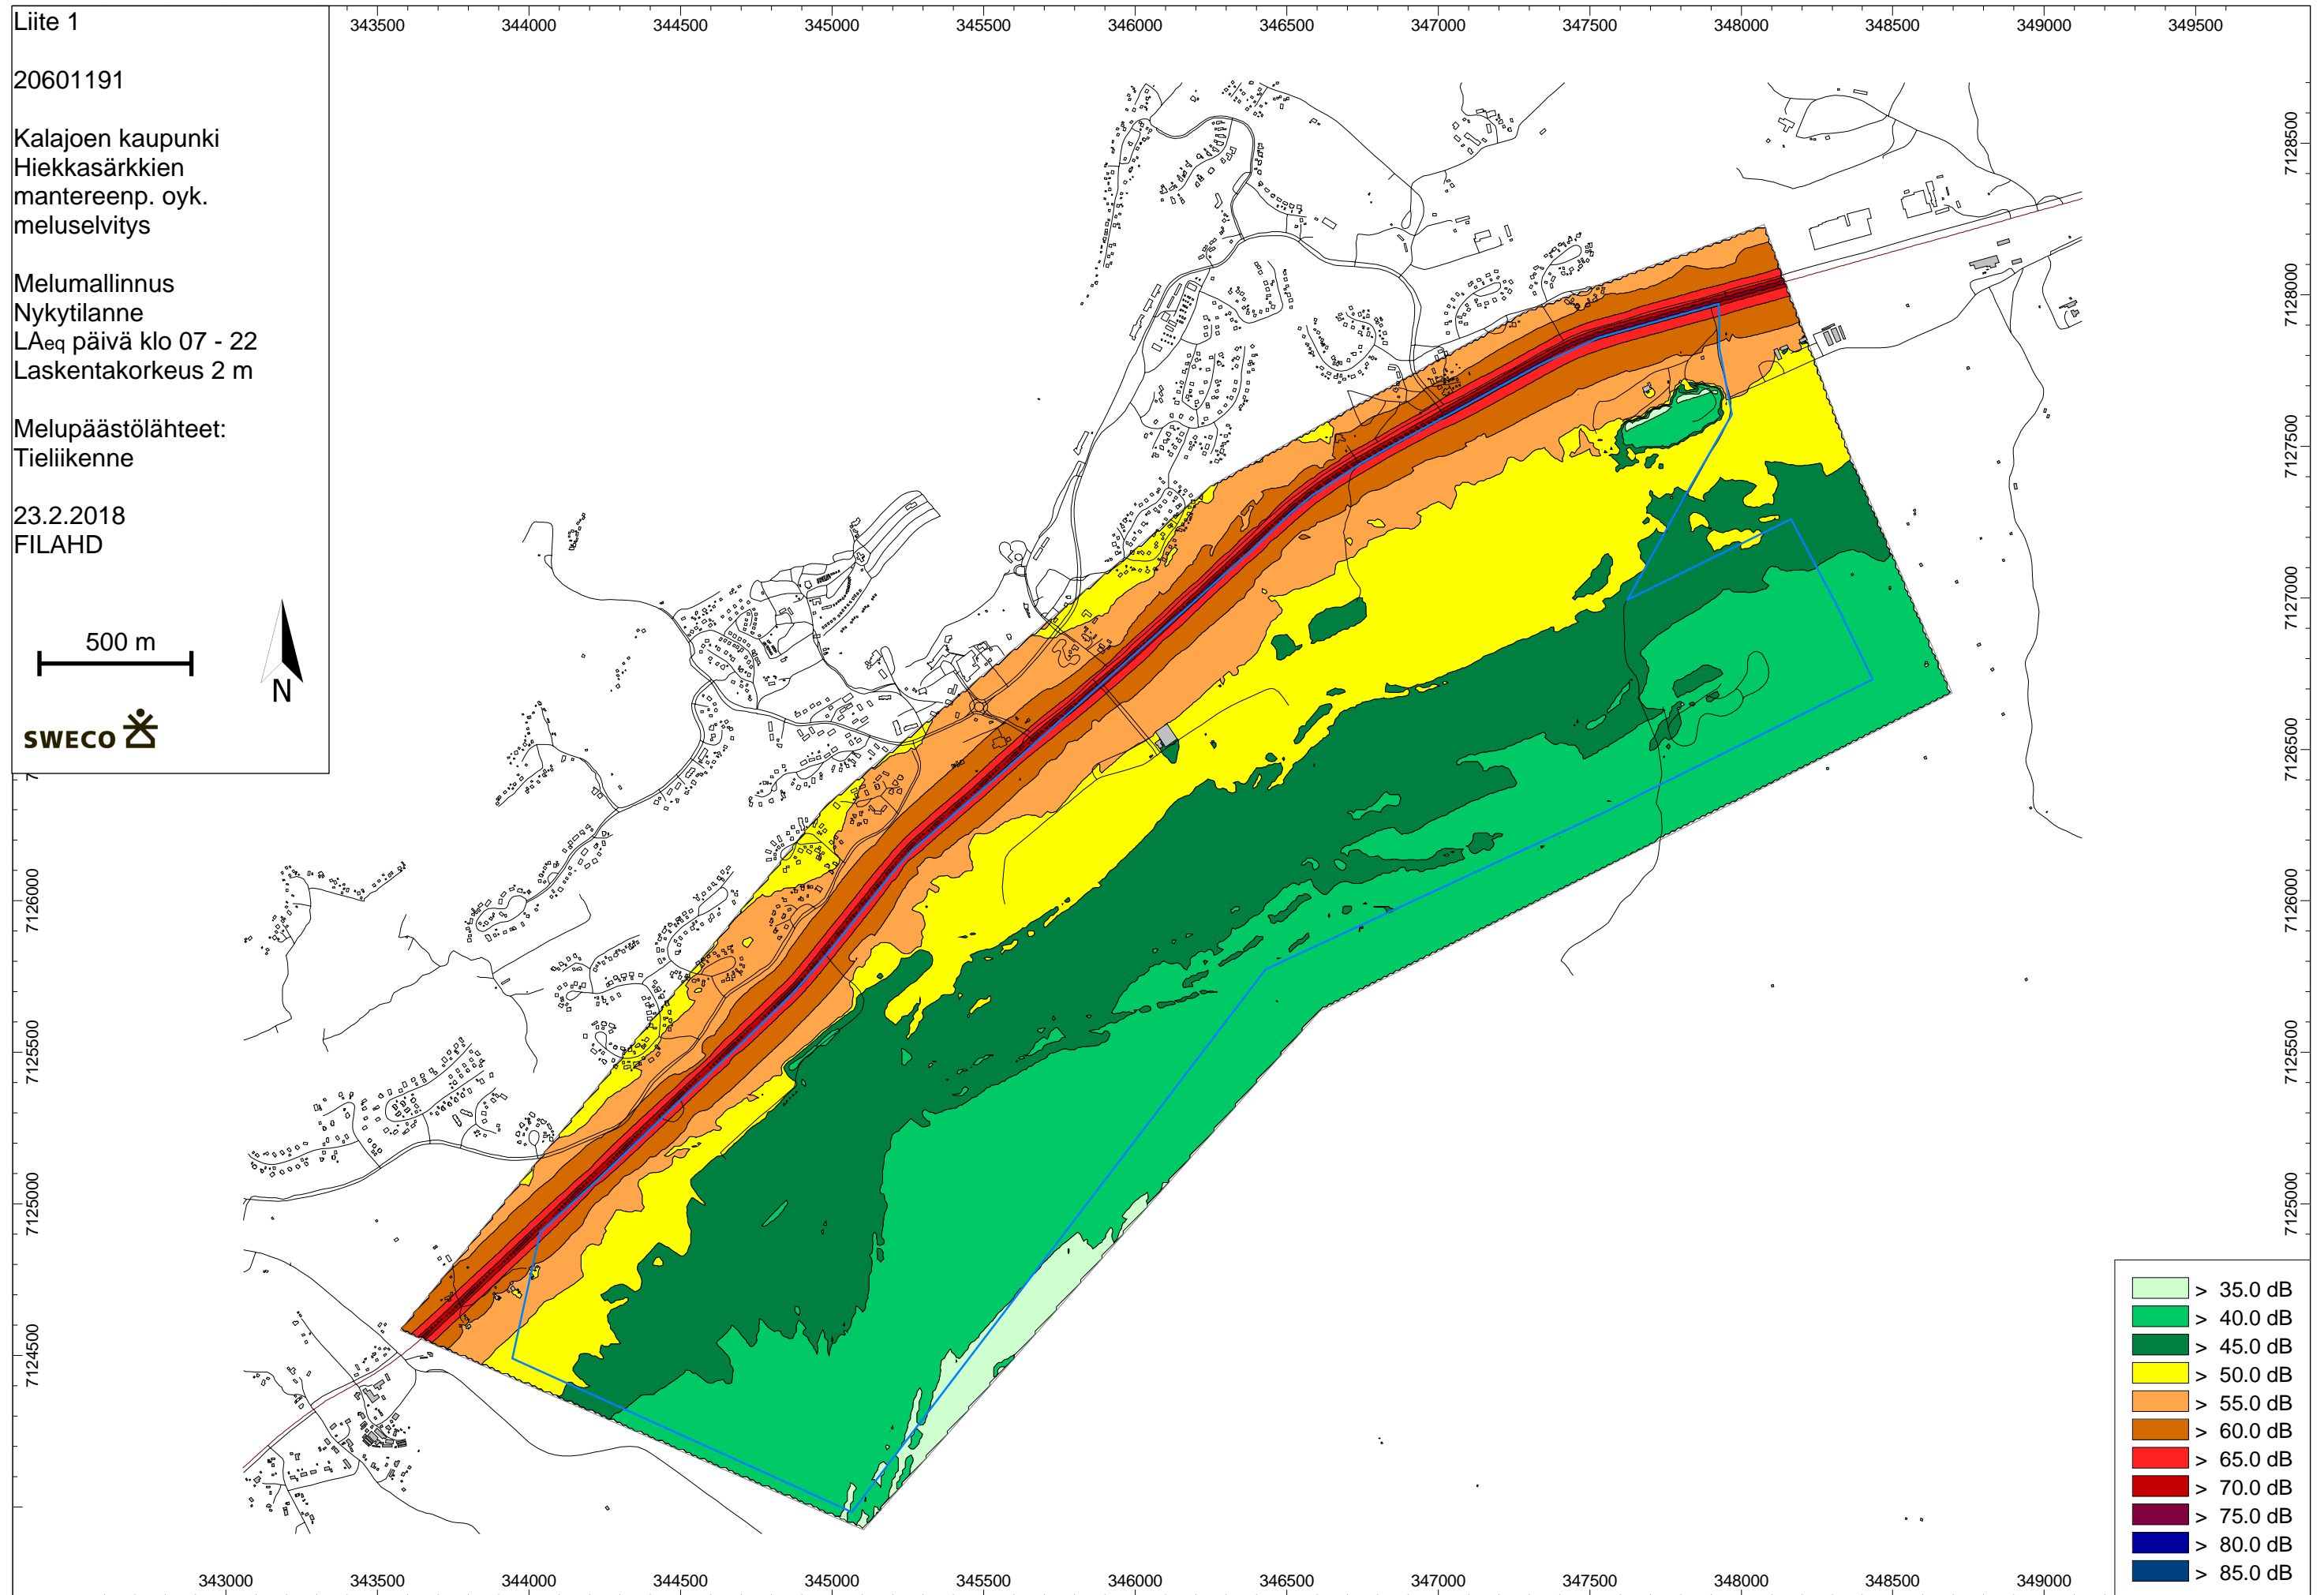 Liite 1
20601191
Kalajoen kaupunki
Hiekkasärkkien
mantereenp. oyk.
meluselvitys
Melumallinnus
Nykytilanne
LAeq päivä klo 07 - 22
Laskentakorkeus 2 m
Melupäästölähteet:
Tieliikenne
23.2.2018
FILAHD
500 m
N
SWECO
343500 344000 344500 345000 345500 346000 346500 347000 347500 348000 348500 349000 349500
7128500
7128000
7127500
7127000
7126500
7126000
7125500
7125000
7124500
7126000
7125500
7125000
7124500
343000 343500 344000 344500 345000 345500 346000 346500 347000 347500 348000 348500 349000
> 35.0 dB
> 40.0 dB
> 45.0 dB
> 50.0 dB
> 55.0 dB
> 60.0 dB
> 65.0 dB
> 70.0 dB
> 75.0 dB
> 80.0 dB
> 85.0 dB